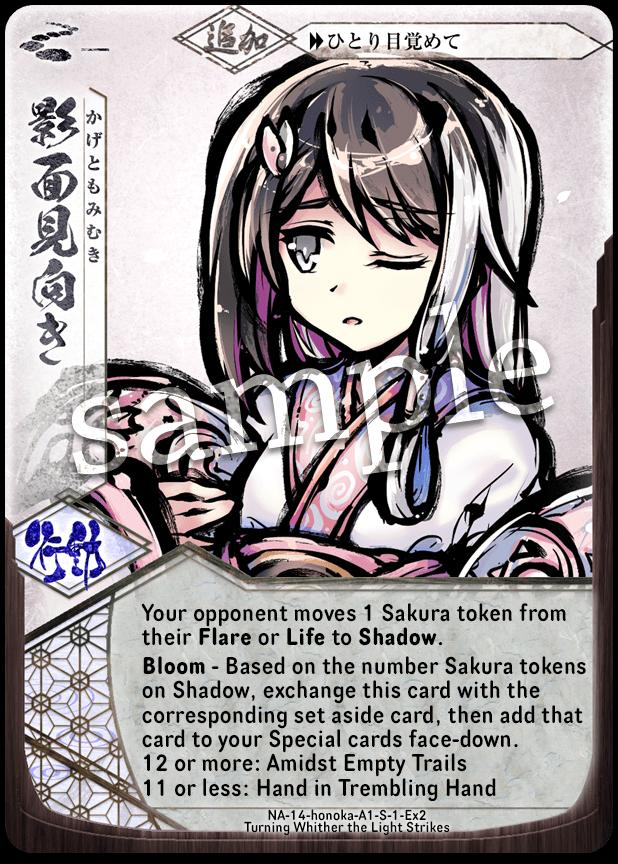 追加
ひとり目覚めて
影面見向き
かげともみむき
sample
行動
Your opponent moves 1 Sakura token from
their Flare or Life to Shadow.
Bloom - Based on the number Sakura tokens
on Shadow, exchange this card with the
corresponding set aside card, then add that
card to your Special cards face-down.
12 or more: Amidst Empty Trails
11 or less: Hand in Trembling Hand
NA-14-honoka-A1-S-1-Ex2
Turning Whither the Light Strikes